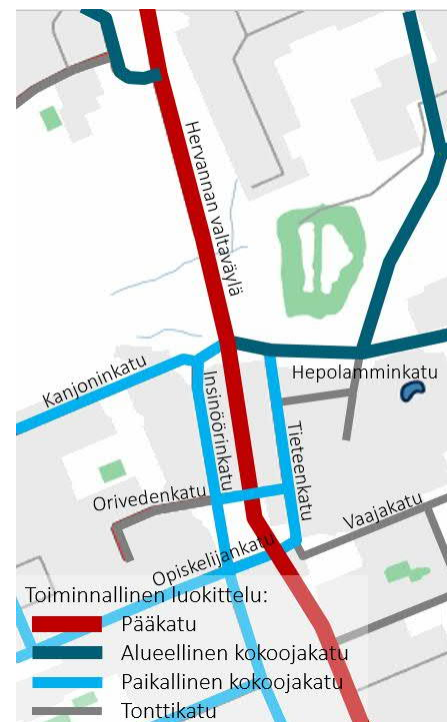 Hervannan valtaväylä
Kanjoninkatu
Hepolamminkatu
Insinöörinkatu
Tieteenkatu
Orivedenkatu
Vaajakatu
Opiskelijankatu
Toiminnallinen luokittelu:
Pääkatu
Alueellinen kokoojakatu
Paikallinen kokoojakatu
Tonttikatu